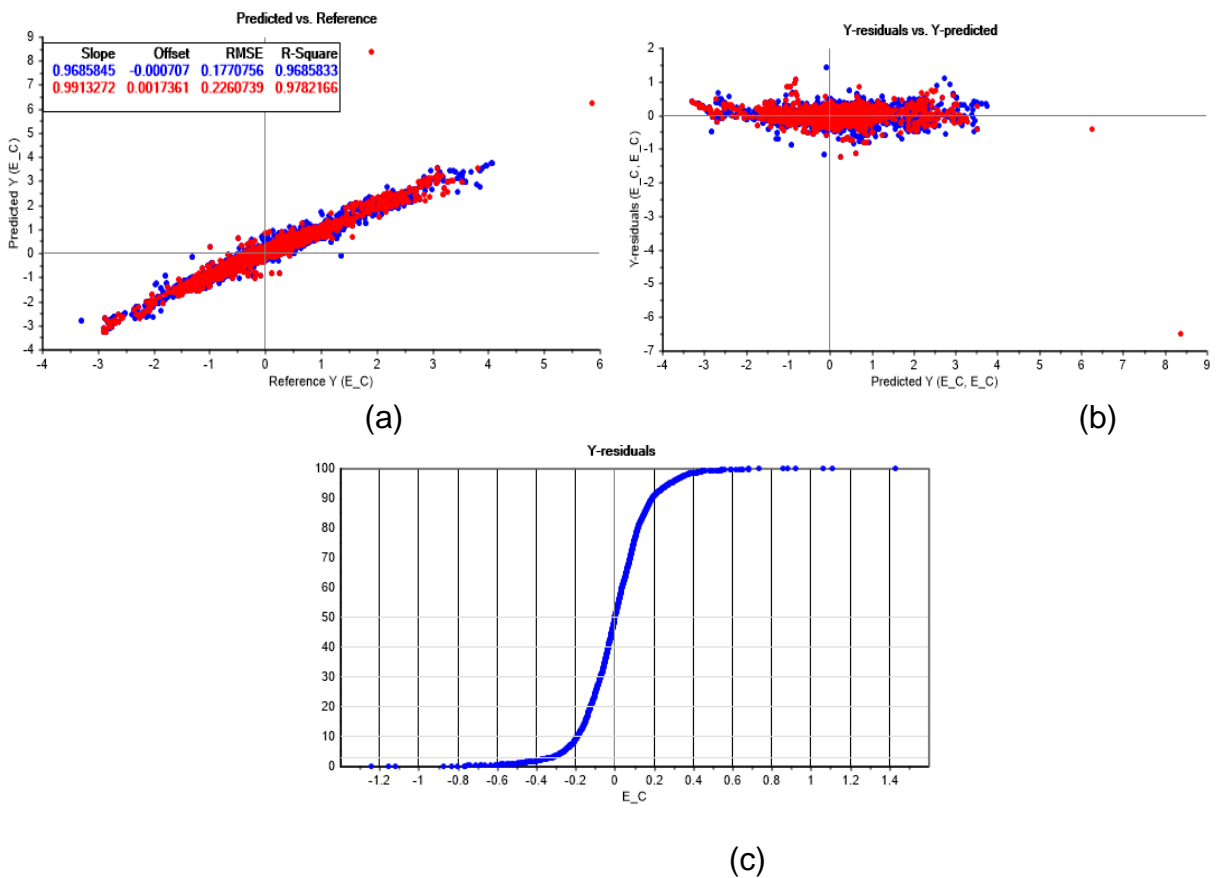 Predicted vs. Reference
Slope Offset RMSE R-Square
0.9685845 -0.000707 0.1770756 0.9685833
0.9913272 0.0017361 0.2260739 0.9782166
9
8
7
6
5
4
3
2
1
0
-1
-2
-3
-4
Predicted Y (E_C)
-4 -3 -2 -1 0 1 2 3 4 5 6
Reference Y (E_C)
(a)
Y-residuals vs. Y-predicted
2
1
0
-1
-2
-3
-4
-5
-6
-7
Y-residuals (E_C, E_C)
-4 -3 -2 -1 0 1 2 3 4 5 6 7 8 9
Predicted Y (E_C, E_C)
(b)
Y-residuals
100
90
80
70
60
50
40
30
20
10
0
-1.2 -1 -0.8 -0.6 -0.4 -0.2 0 0.2 0.4 0.6 0.8 1 1.2 1.4
E_C
(c)